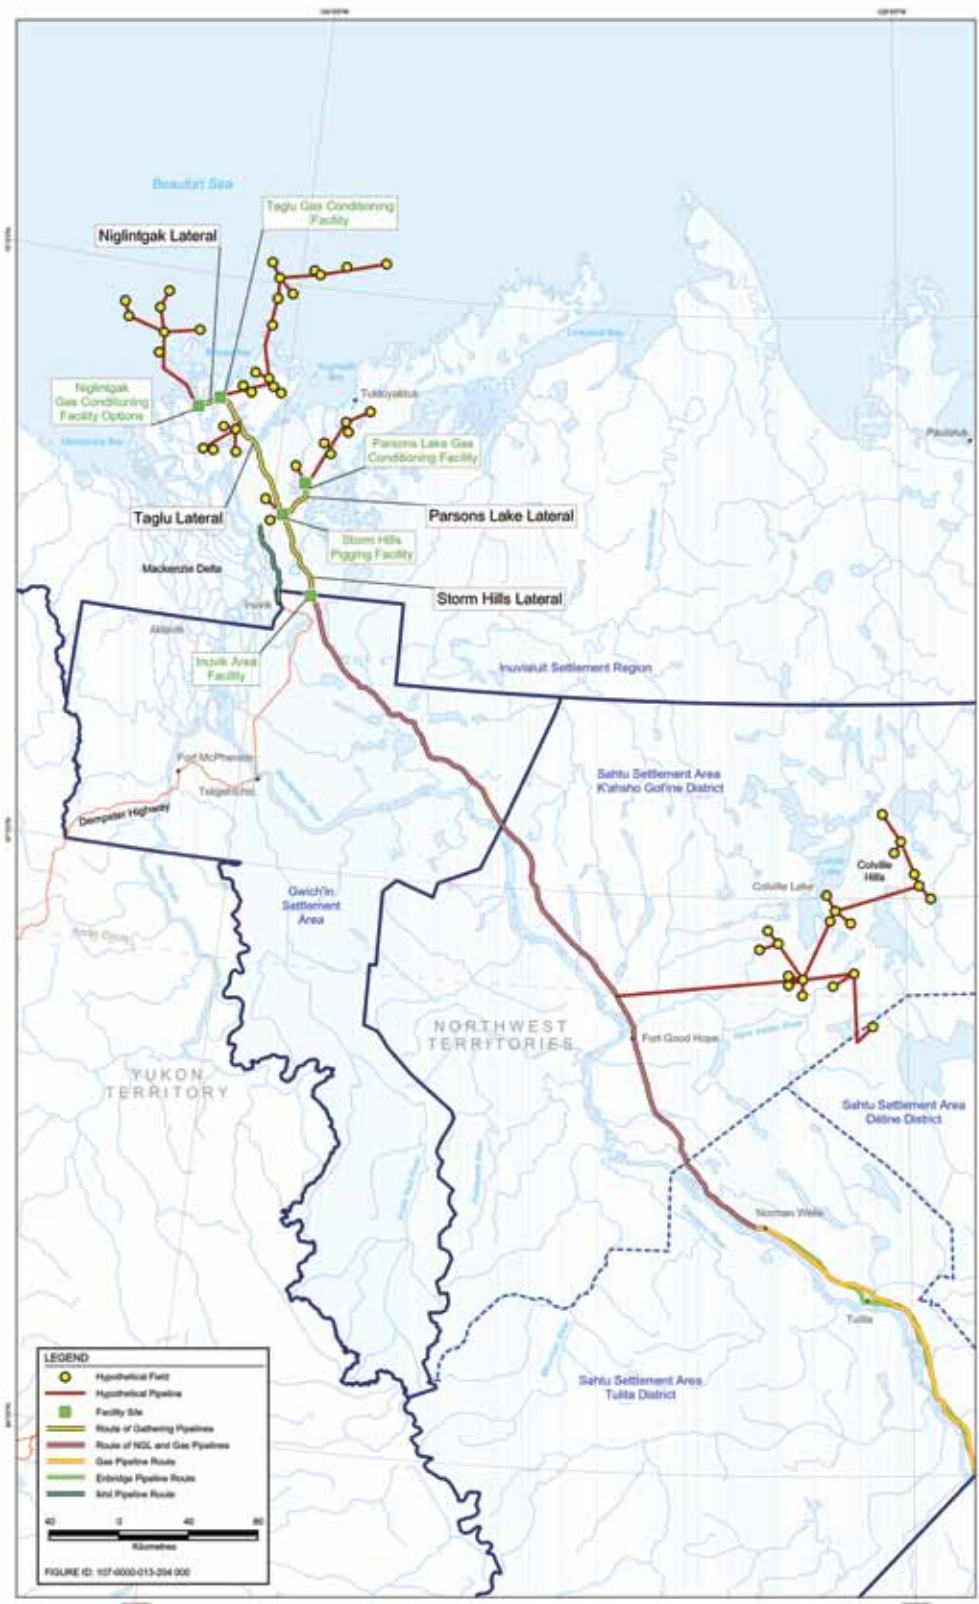 Beaufort Sea
Taglu Gas Conditioning
Facility
Niglintgak Lateral
Niglintgak
Gas Conditioning
Facility Options
Tuktoyaktuk
Paulatuk
Parsons Lake Gas
Conditioning Facility
Taglu Lateral
Parsons Lake Lateral
Storm Hills
Pigging Facility
Mackenzie Delta
Storm Hills Lateral
Inuvik
Aklavik
Inuvik Area
Facility
Inuvialuit Settlement Region
Fort McPherson
Tsiigehtchic
Dempster Highway
Sahtu Settlement Area
K'ahsho Got'ine District
Colville
Hills
Colville Lake
Gwich'in
Settlement
Area
NORTHWEST
TERRITORIES
Fort Good Hope
YUKON
TERRITORY
Sahtu Settlement Area
Déline District
Norman Wells
Tulita
Sahtu Settlement Area
Tulita District
LEGEND
Hypothetical Field
Hypothetical Pipeline
Facility Site
Route of Gathering Pipelines
Route of NGL and Gas Pipelines
Gas Pipeline Route
Enbridge Pipeline Route
Ikhil Pipeline Route
40 0 40 80
Kilometres
FIGURE ID: 107-0000-013-204 000